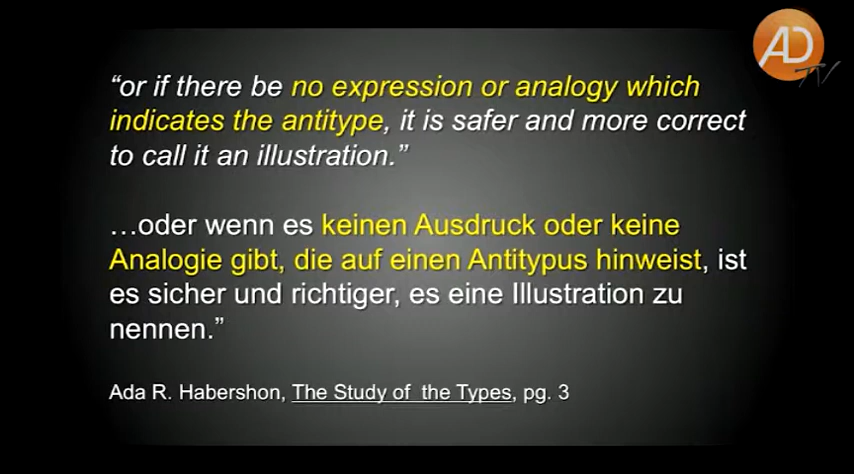 AD
TV
“or if there be no expression or analogy which
indicates the antitype, it is safer and more correct
to call it an illustration.”
…oder wenn es keinen Ausdruck oder keine
Analogie gibt, die auf einen Antitypus hinweist, ist
es sicher und richtiger, es eine Illustration zu
nennen.”
Ada R. Habershon, The Study of the Types, pg. 3